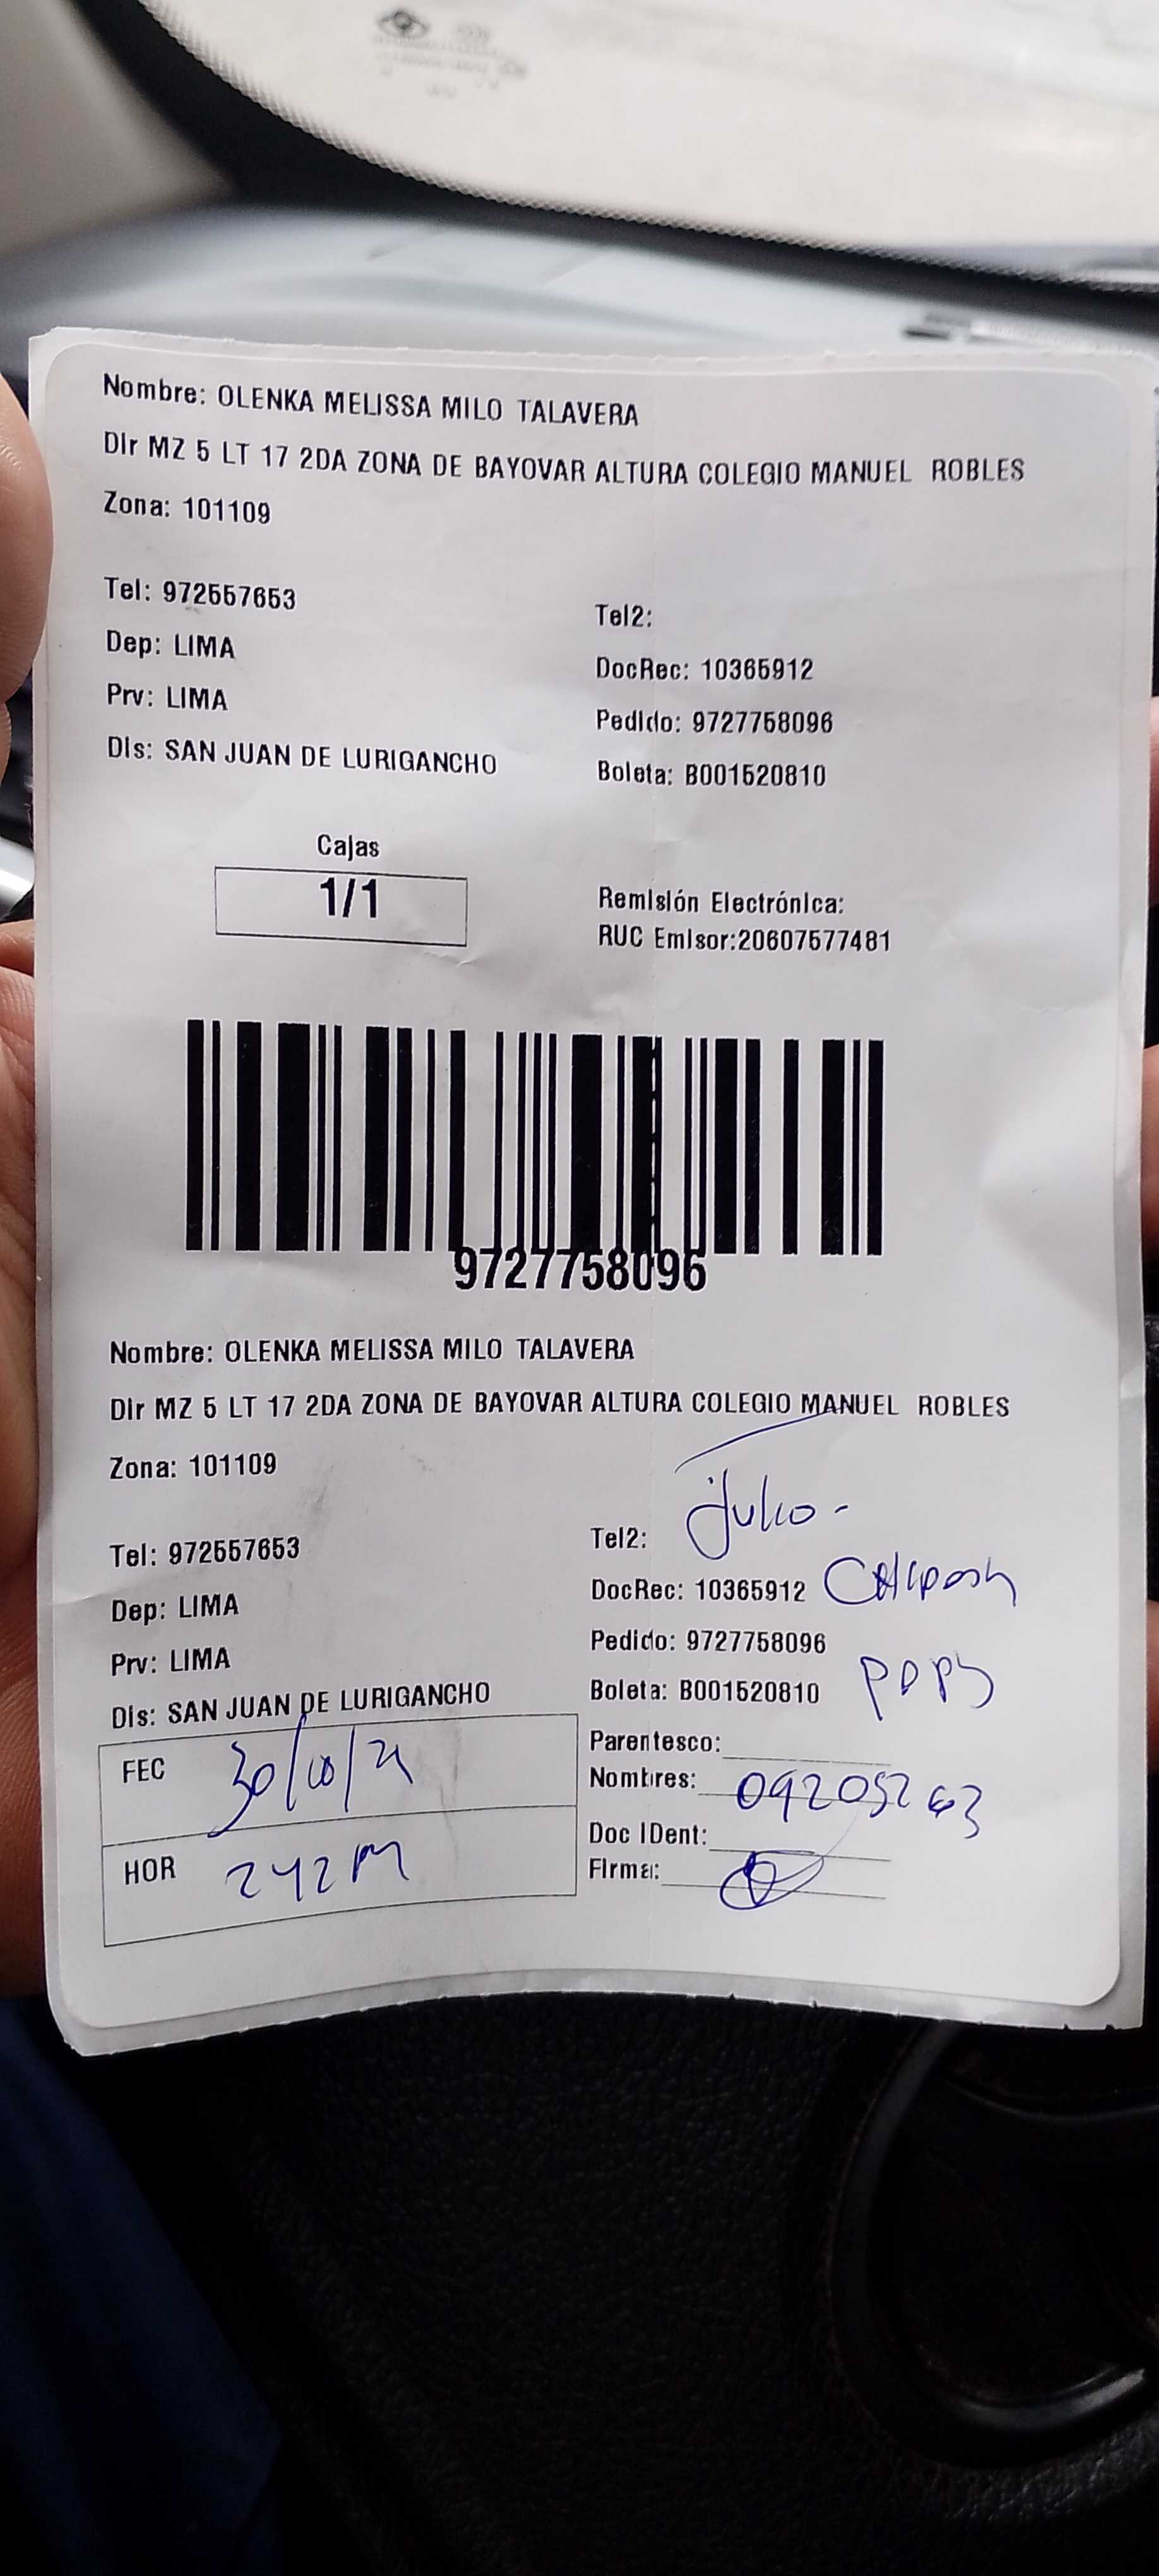 Nombre: OLENKA MELISSA MILO TALAVERA
Dir MZ 5 LT 17 2DA ZONA DE BAYOVAR ALTURA COLEGIO MANUEL ROBLES
Zona: 101109
Tel: 972557653
Tel2:
Dep: LIMA
DocRec: 10365912
Prv: LIMA
Pedido: 9727758096
Dis: SAN JUAN DE LURIGANCHO
Boleta: B001520810
Cajas
1/1
Remisión Electrónica:
RUC Emisor:20607577481
9727758096
Nombre: OLENKA MELISSA MILO TALAVERA
Dir MZ 5 LT 17 2DA ZONA DE BAYOVAR ALTURA COLEGIO MANUEL ROBLES
Zona: 101109
Julio -
Tel: 972557653
Tel2:
Dep: LIMA
DocRec: 10365912
Prv: LIMA
Pedido: 9727758096
Dis: SAN JUAN DE LURIGANCHO
Boleta: B001520810
FEC 30/10/21
Parentesco:
Nombres: 09205263
HOR 242 PM
Doc IDent:
Firma: